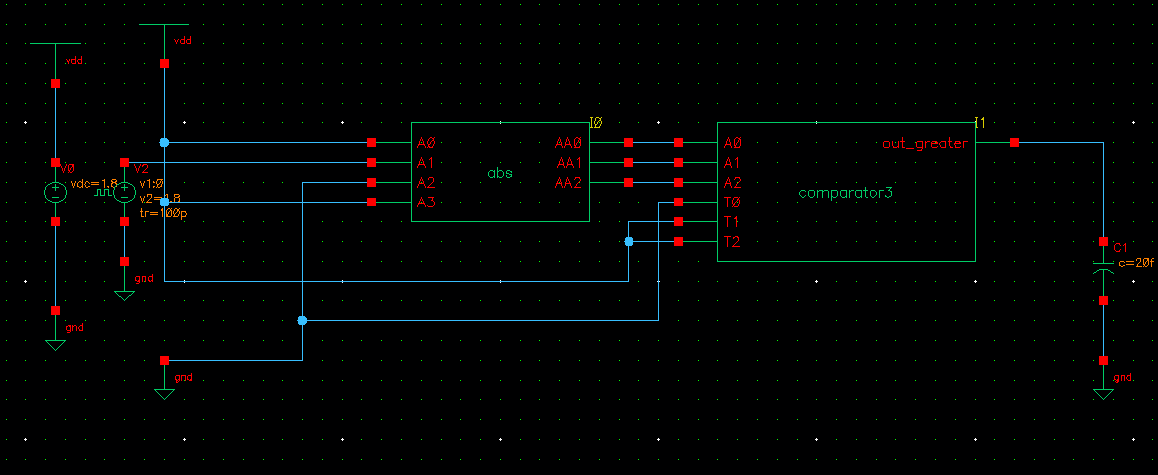 vdd
vdd
I0
I1
A0
AA0
A0
out_greater
A1
AA1
A1
V0
V2
abs
vdc=1.8
v1:0
A2
AA2
A2
comparator3
v2=1.8
A3
T0
tr=100p
T1
T2
C1
c=20f
gnd
gnd
gnd
gnd